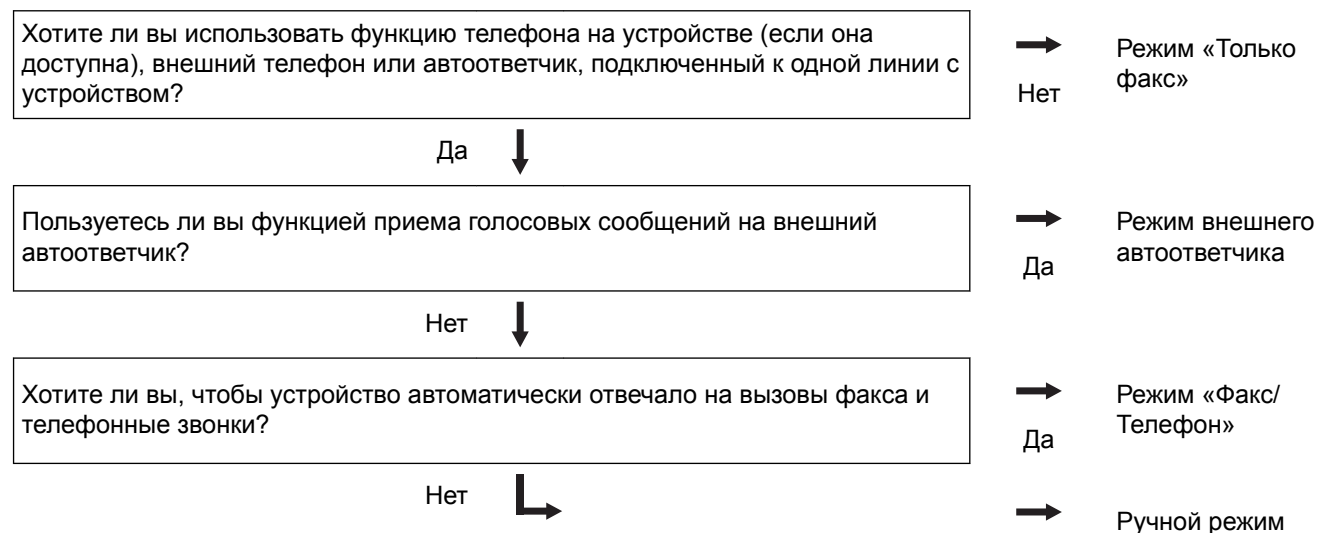 Хотите ли вы использовать функцию телефона на устройстве (если она
доступна), внешний телефон или автоответчик, подключенный к одной линии с
устройством?
Нет
Режим «Только
факс»
Да
Пользуетесь ли вы функцией приема голосовых сообщений на внешний
автоответчик?
Да
Режим внешнего
автоответчика
Нет
Хотите ли вы, чтобы устройство автоматически отвечало на вызовы факса и
телефонные звонки?
Да
Режим «Факс/
Телефон»
Нет
Ручной режим